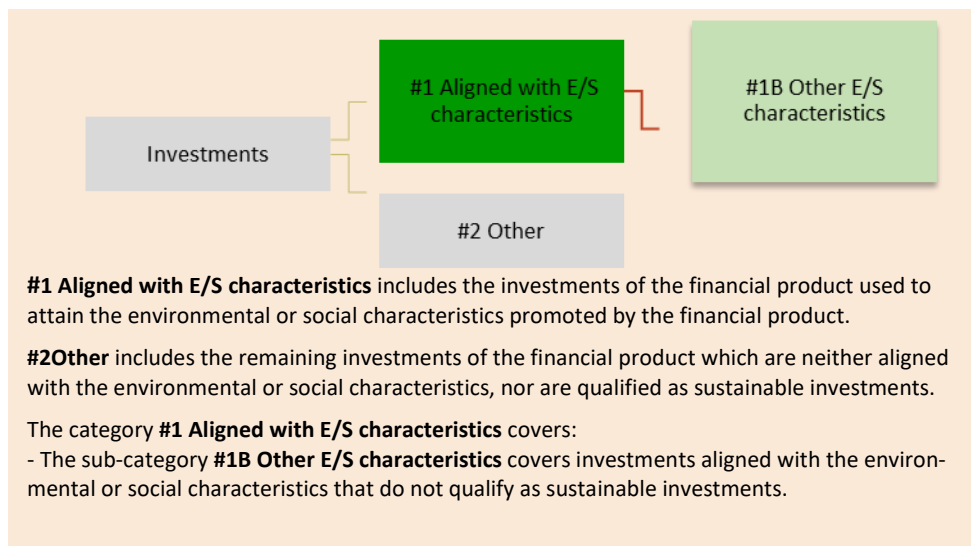 #1 Aligned with E/S
characteristics
#1B Other E/S
characteristics
Investments
#2 Other
#1 Aligned with E/S characteristics includes the investments of the financial product used to
attain the environmental or social characteristics promoted by the financial product.
#2Other includes the remaining investments of the financial product which are neither aligned
with the environmental or social characteristics, nor are qualified as sustainable investments.
The category #1 Aligned with E/S characteristics covers:
- The sub-category #1B Other E/S characteristics covers investments aligned with the environ-
mental or social characteristics that do not qualify as sustainable investments.